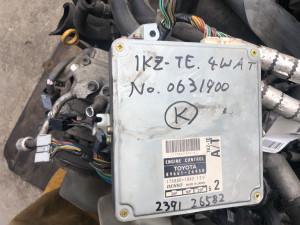 1KZ-TE. 4WAT
No. 0631900
K
ENGINE CONTROL
TOYOTA
A/T
DENSO
2
2391 26582